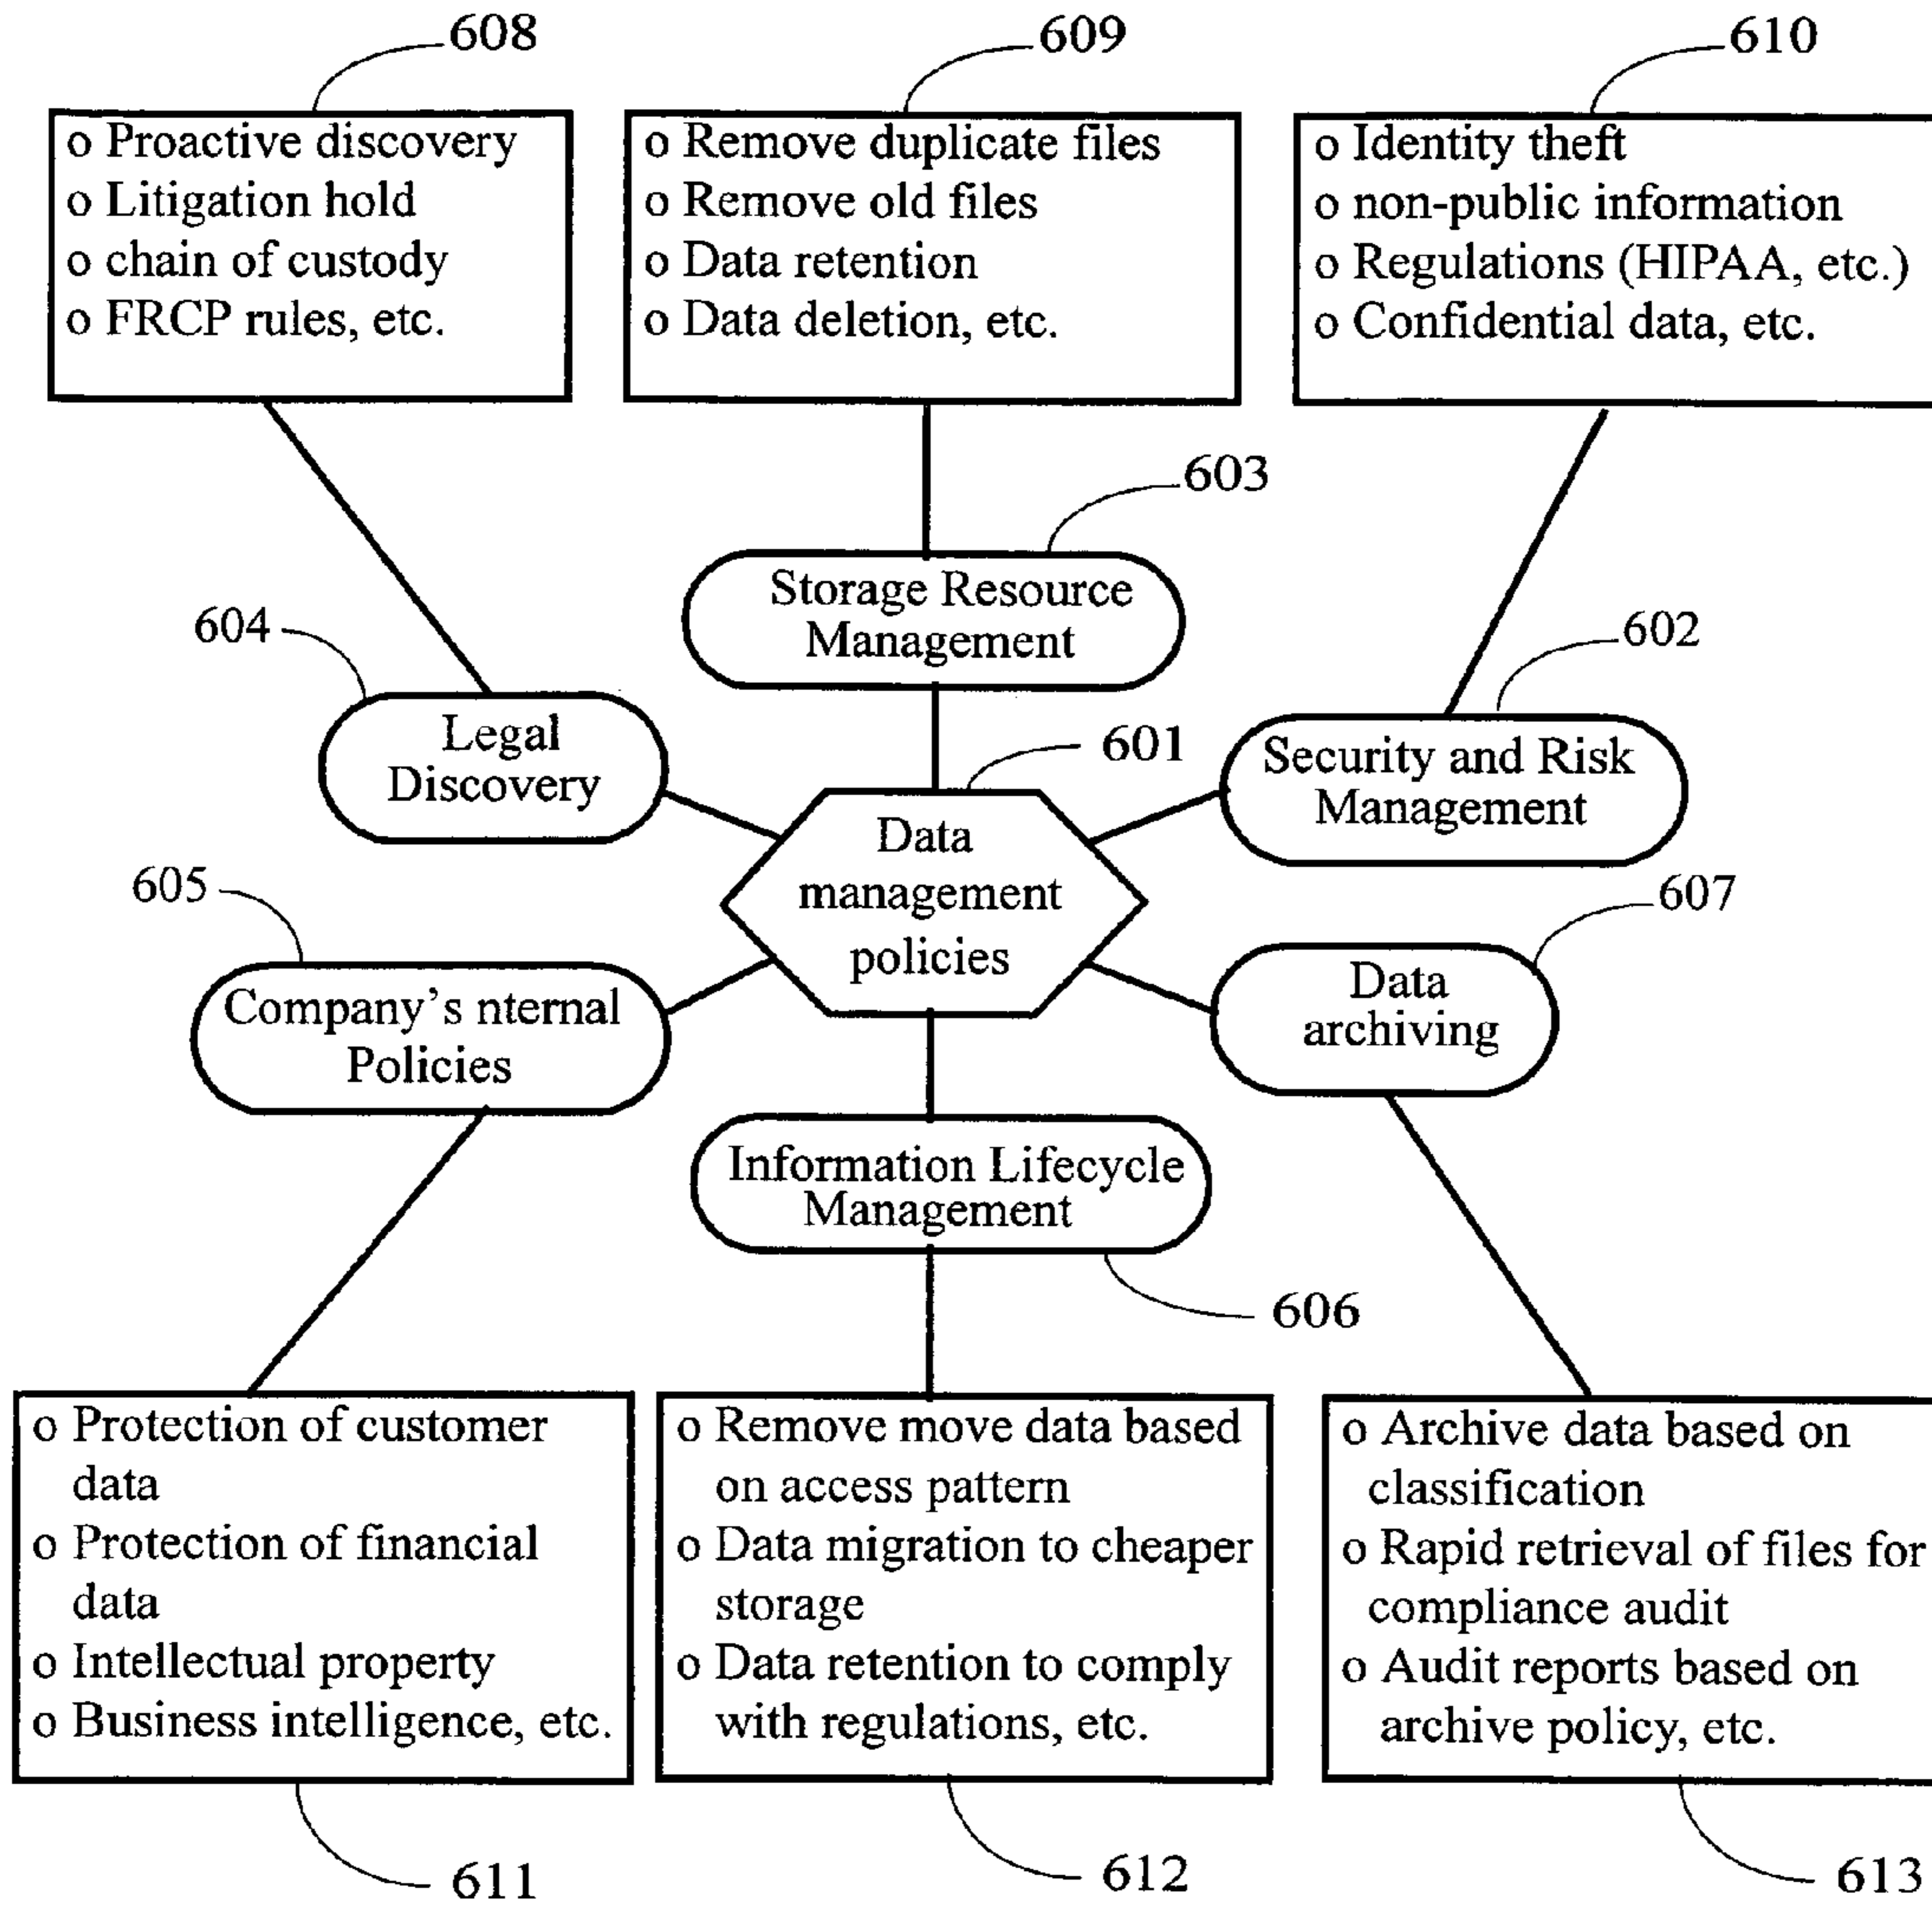 608
609
610
o Proactive discovery
o Litigation hold
o chain of custody
o FRCP rules, etc.
o Remove duplicate files
o Remove old files
o Data retention
o Data deletion, etc.
o Identity theft
o non-public information
o Regulations (HIPAA, etc.)
o Confidential data, etc.
603
Storage Resource
Management
604
602
Legal
Discovery
601
Security and Risk
Management
Data
management
policies
605
607
Company's nternal
Policies
Data
archiving
Information Lifecycle
Management
606
o Protection of customer
data
o Protection of financial
data
o Intellectual property
o Business intelligence, etc.
o Remove move data based
on access pattern
o Data migration to cheaper
storage
o Data retention to comply
with regulations, etc.
o Archive data based on
classification
o Rapid retrieval of files for
compliance audit
o Audit reports based on
archive policy, etc.
611
612
613